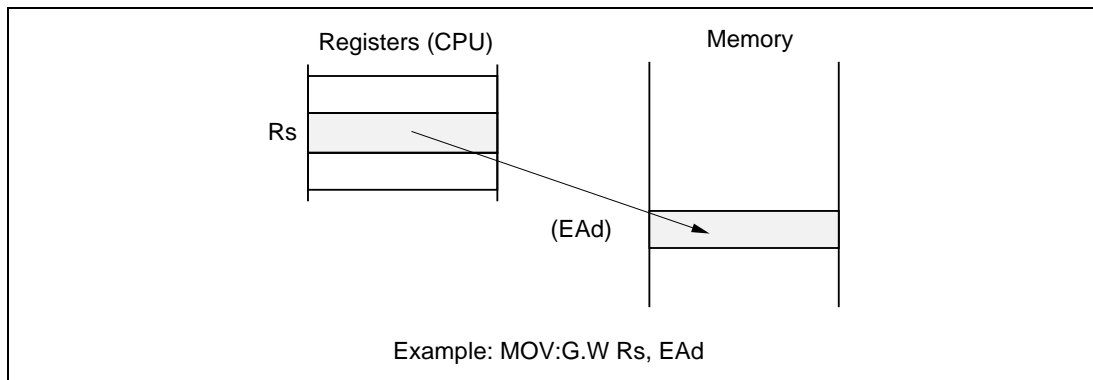 Registers (CPU)
Memory
Rs
(EAd)
Example: MOV:G.W Rs, EAd